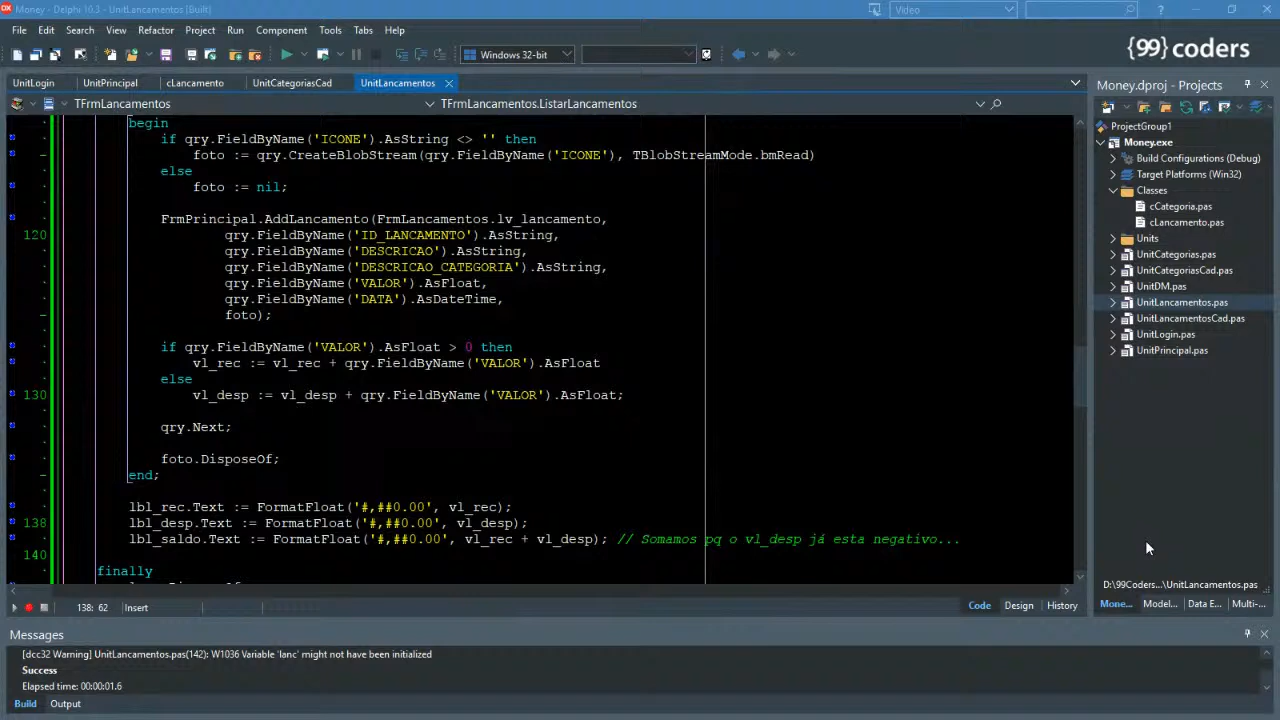 Money - Delphi 10.3 - UnitLancamentos [Built]
Video
File Edit Search View Refactor Project Run Component Tools Tabs Help
Windows 32-bit
{99} coders
UnitLogin UnitPrincipal cLancamento UnitCategoriasCad UnitLancamentos
TFrmLancamentos
TFrmLancamentos.ListarLancamentos
begin
if qry.FieldByName('ICONE').AsString <> '' then
foto := qry.CreateBlobStream(qry.FieldByName('ICONE'), TBlobStreamMode.bmRead)
else
foto := nil;
FrmPrincipal.AddLancamento(FrmLancamentos.lv_lancamento,
120 qry.FieldByName('ID_LANCAMENTO').AsString,
qry.FieldByName('DESCRICAO').AsString,
qry.FieldByName('DESCRICAO_CATEGORIA').AsString,
qry.FieldByName('VALOR').AsFloat,
qry.FieldByName('DATA').AsDateTime,
foto);
if qry.FieldByName('VALOR').AsFloat > 0 then
vl_rec := vl_rec + qry.FieldByName('VALOR').AsFloat
else
130 vl_desp := vl_desp + qry.FieldByName('VALOR').AsFloat;
qry.Next;
foto.DisposeOf;
end;
lbl_rec.Text := FormatFloat('#,##0.00', vl_rec);
138 lbl_desp.Text := FormatFloat('#,##0.00', vl_desp);
lbl_saldo.Text := FormatFloat('#,##0.00', vl_rec + vl_desp); // Somamos pq o vl_desp já esta negativo...
140
finally
138: 62 Insert
Code Design History
Money.dproj - Projects
ProjectGroup1
Money.exe
Build Configurations (Debug)
Target Platforms (Win32)
Classes
cCategoria.pas
cLancamento.pas
Units
UnitCategorias.pas
UnitCategoriasCad.pas
UnitDM.pas
UnitLancamentos.pas
UnitLancamentosCad.pas
UnitLogin.pas
UnitPrincipal.pas
D:\99Coders...\UnitLancamentos.pas
Mone... Model... Data E... Multi-...
Messages
[dcc32 Warning] UnitLancamentos.pas(142): W1036 Variable 'lanc' might not have been initialized
Success
Elapsed time: 00:00:01.6
Build Output